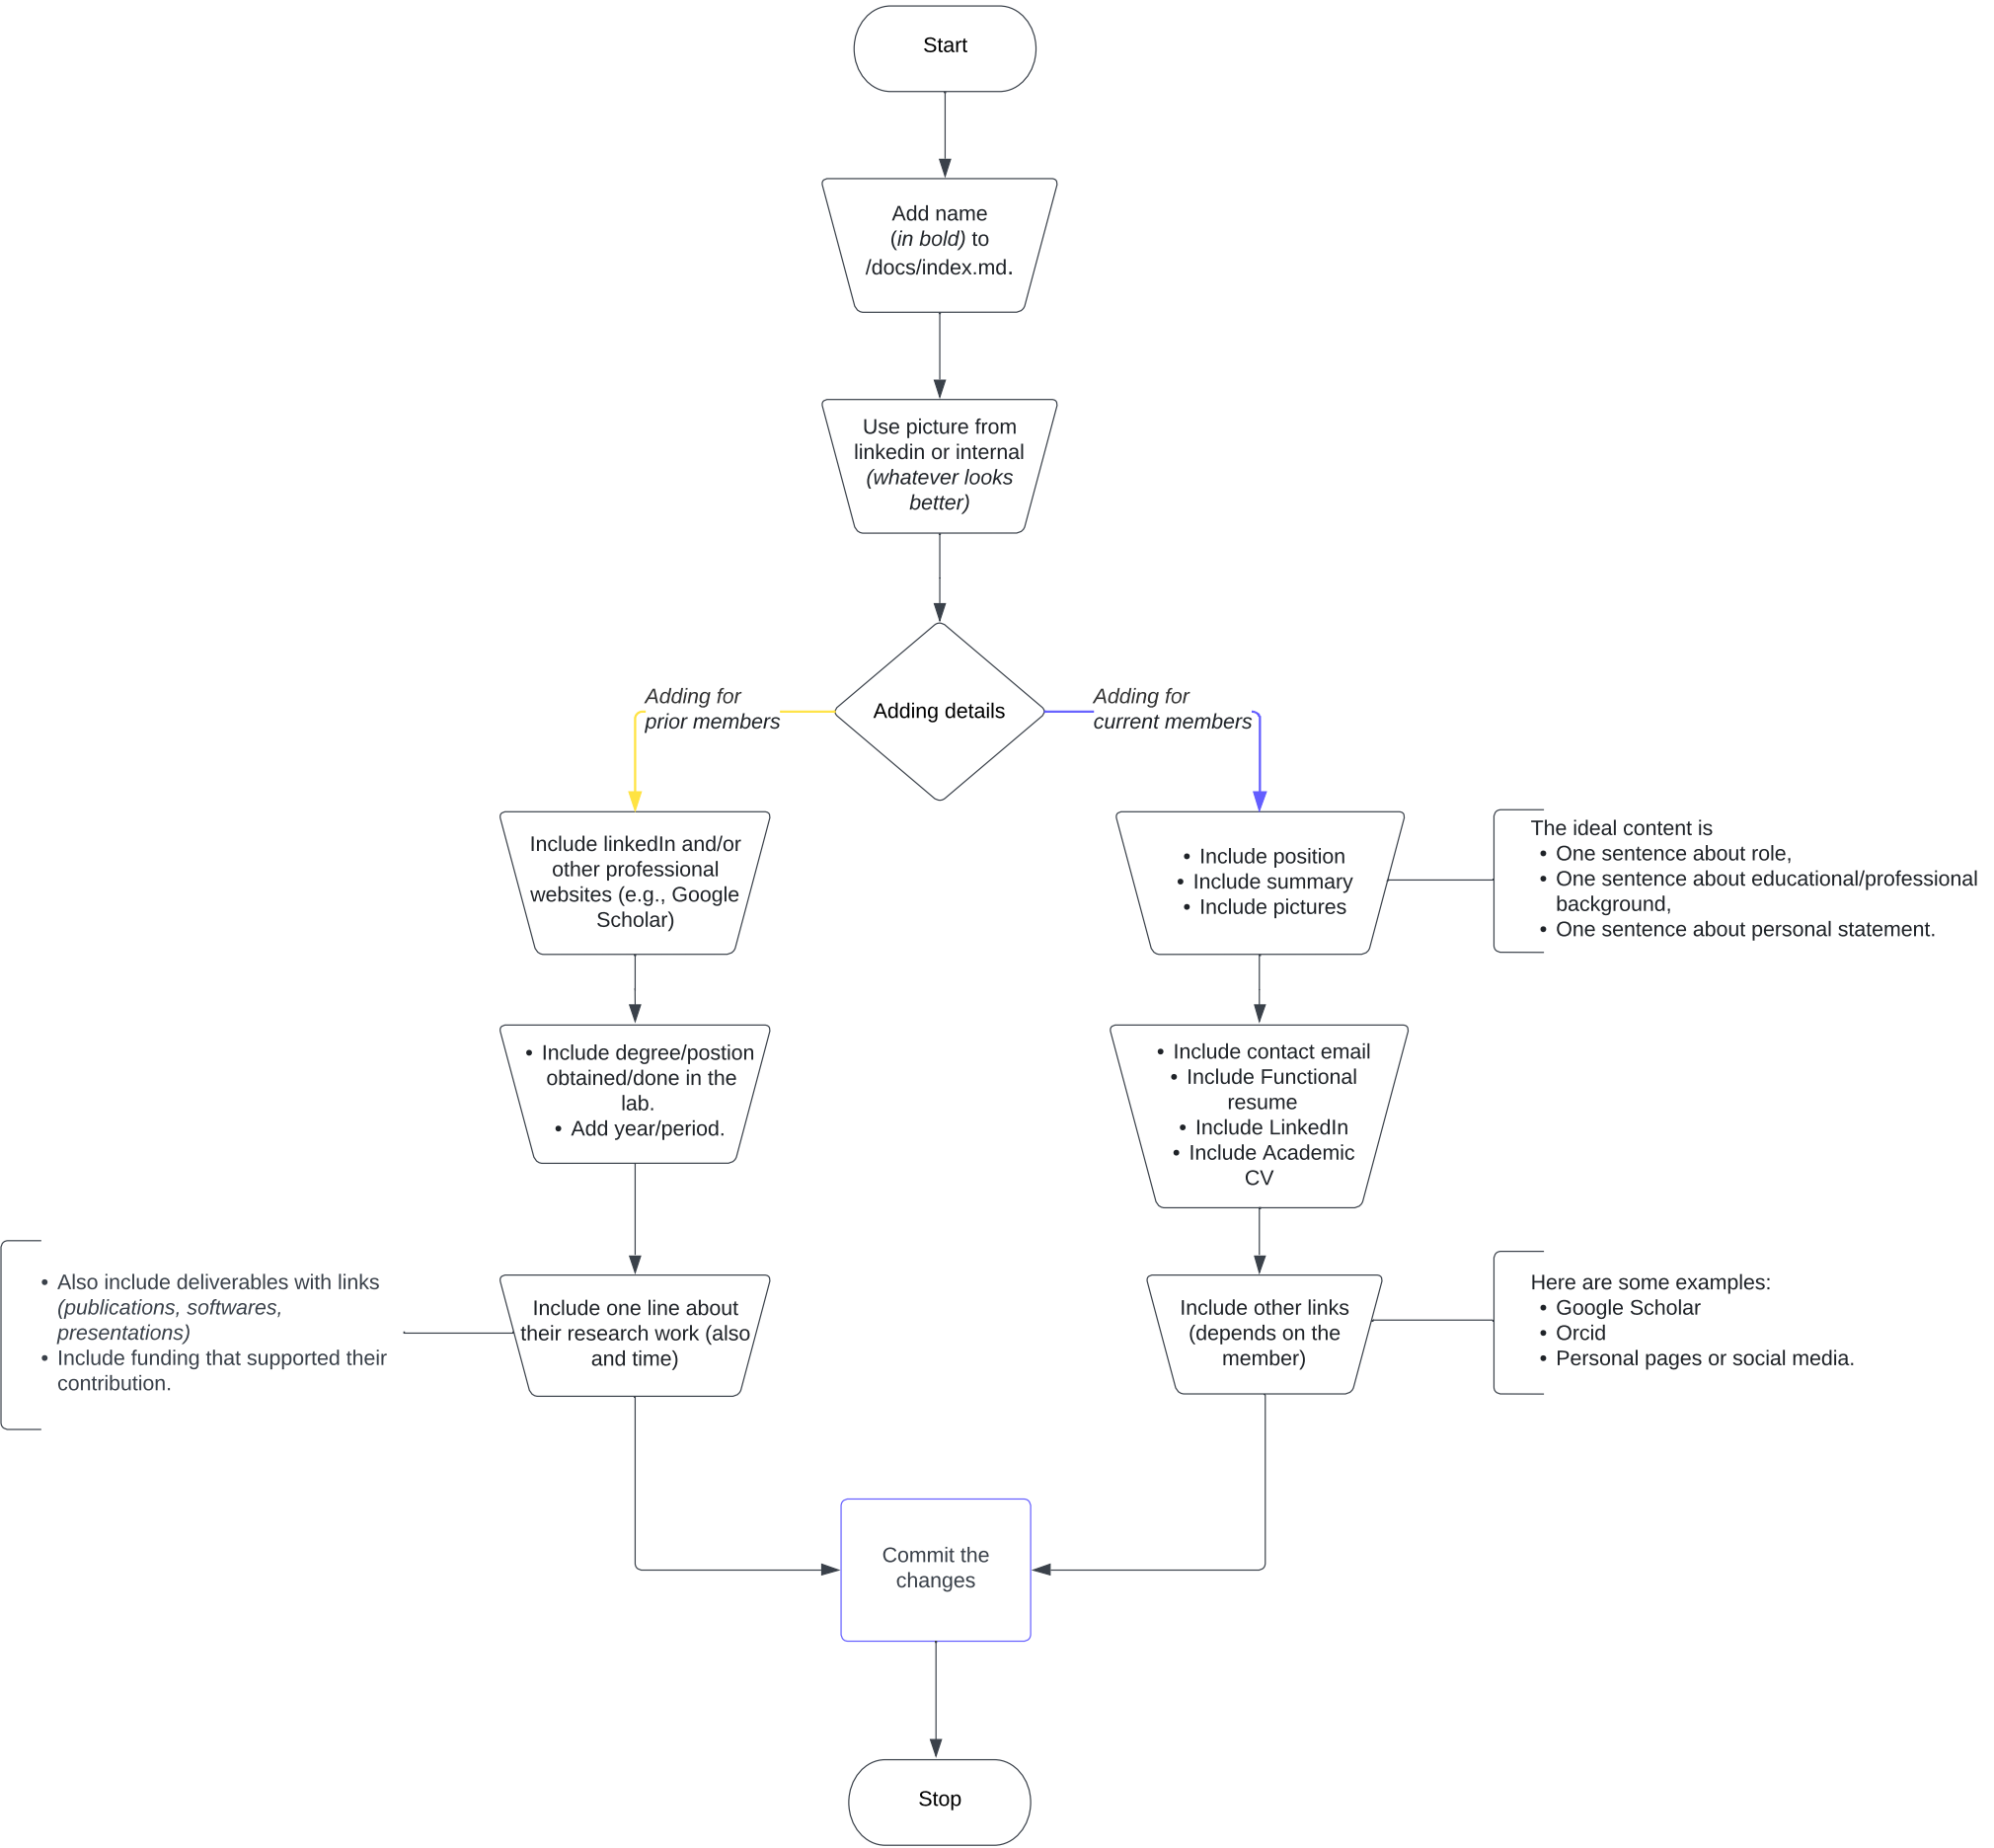 Start
Add name
(in bold) to
/docs/index.md.
Use picture from
linkedin or internal
(whatever looks
better)
Adding details
Adding for
prior members
Adding for
current members
Include linkedIn and/or
other professional
websites (e.g., Google
Scholar)
• Include position
• Include summary
• Include pictures
The ideal content is
• One sentence about role,
• One sentence about educational/professional
background,
• One sentence about personal statement.
• Include degree/postion
obtained/done in the
lab.
• Add year/period.
• Include contact email
• Include Functional
resume
• Include LinkedIn
• Include Academic
CV
• Also include deliverables with links
(publications, softwares,
presentations)
• Include funding that supported their
contribution.
Include one line about
their research work (also
and time)
Include other links
(depends on the
member)
Here are some examples:
• Google Scholar
• Orcid
• Personal pages or social media.
Commit the
changes
Stop